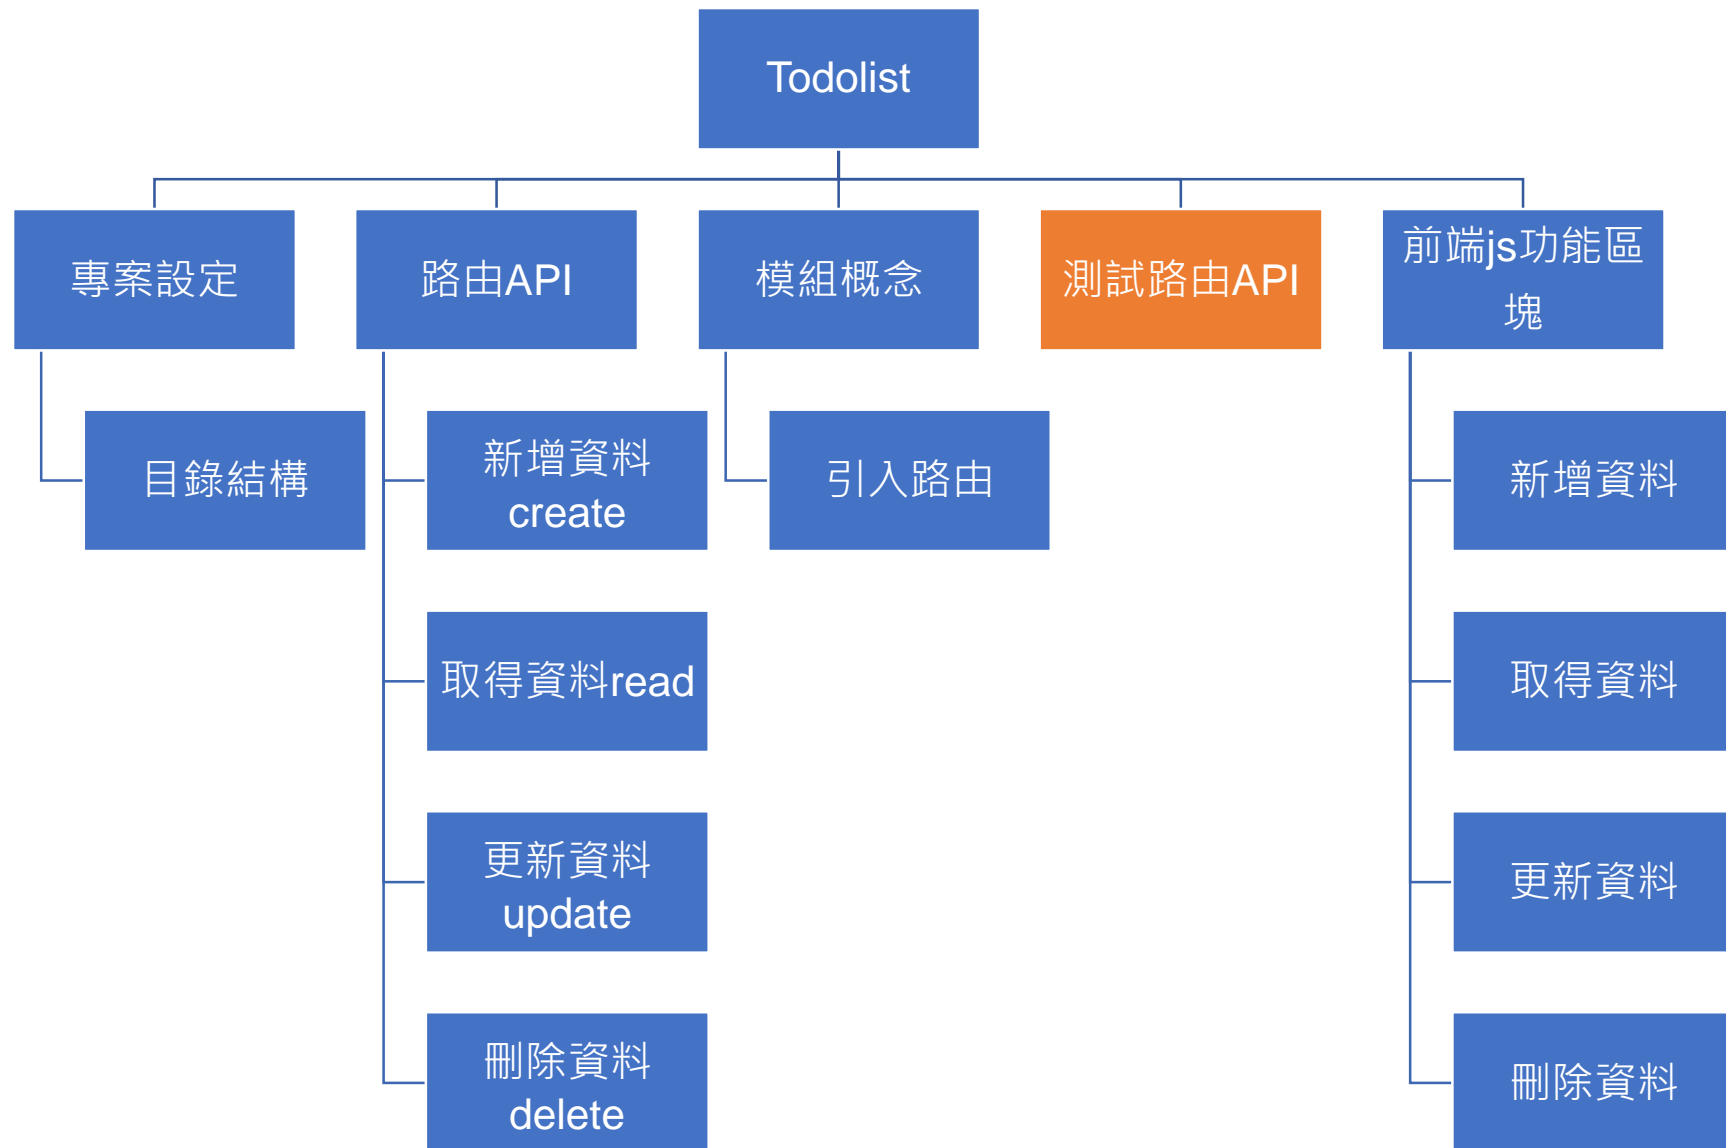 Todolist
專案設定
路由API
模組概念
測試路由API
前端js功能區
塊
目錄結構
新增資料
create
引入路由
新增資料
取得資料read
取得資料
更新資料
update
更新資料
刪除資料
delete
刪除資料